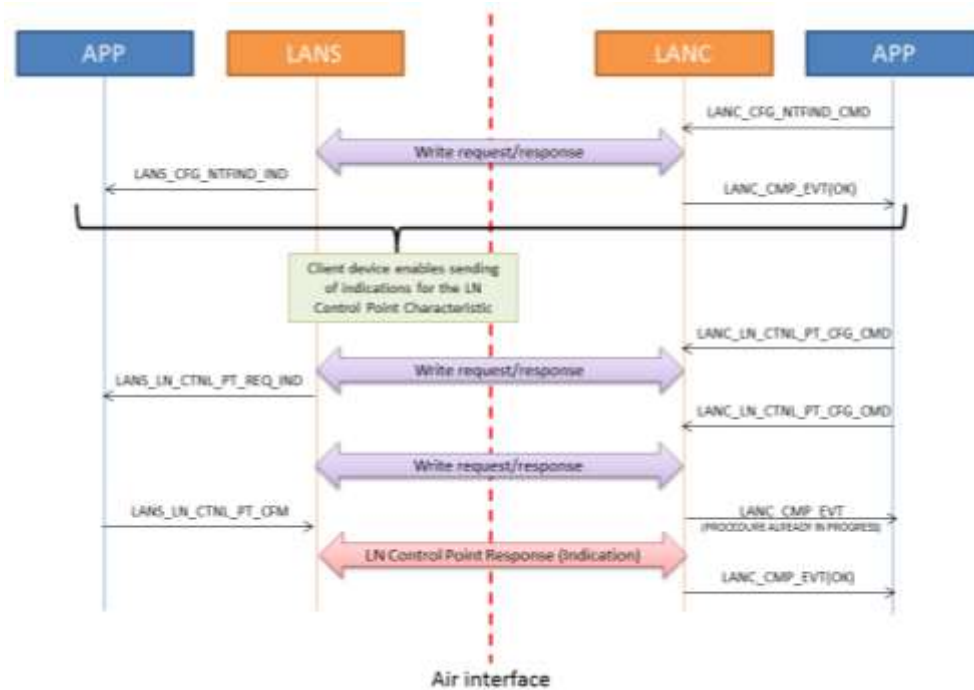 APP LANS LANC APP
LANC_CFG_NTFIND_CMD
Write request/response
LANS_CFG_NTFIND_IND
LANC_CMP_EVT(OK)
Client device enables sending
of indications for the LN
Control Point Characteristic
LANC_LN_CTNL_PT_CFG_CMD
Write request/response
LANS_LN_CTNL_PT_REQ_IND
LANC_LN_CTNL_PT_CFG_CMD
Write request/response
LANS_LN_CTNL_PT_CFM
LANC_CMP_EVT
(PROCEDURE ALREADY IN PROGRESS)
LN Control Point Response (Indication)
LANC_CMP_EVT(OK)
Air interface